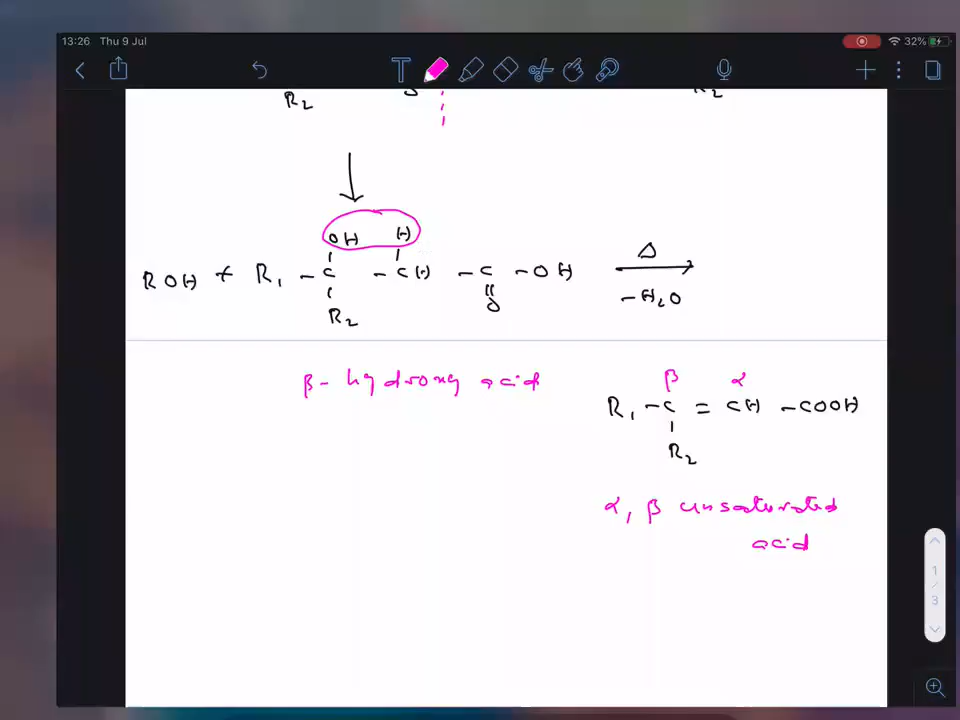 13:26 Thu 9 Jul 32%
T
R₂ R₂
OH H
ROH + R₁ - C - CH - C - OH Δ
|| - H₂O
R₂ O
β- hydroxy acid
β α
R₁ - C = CH - COOH
R₂
α, β unsaturated
acid
1
/
3